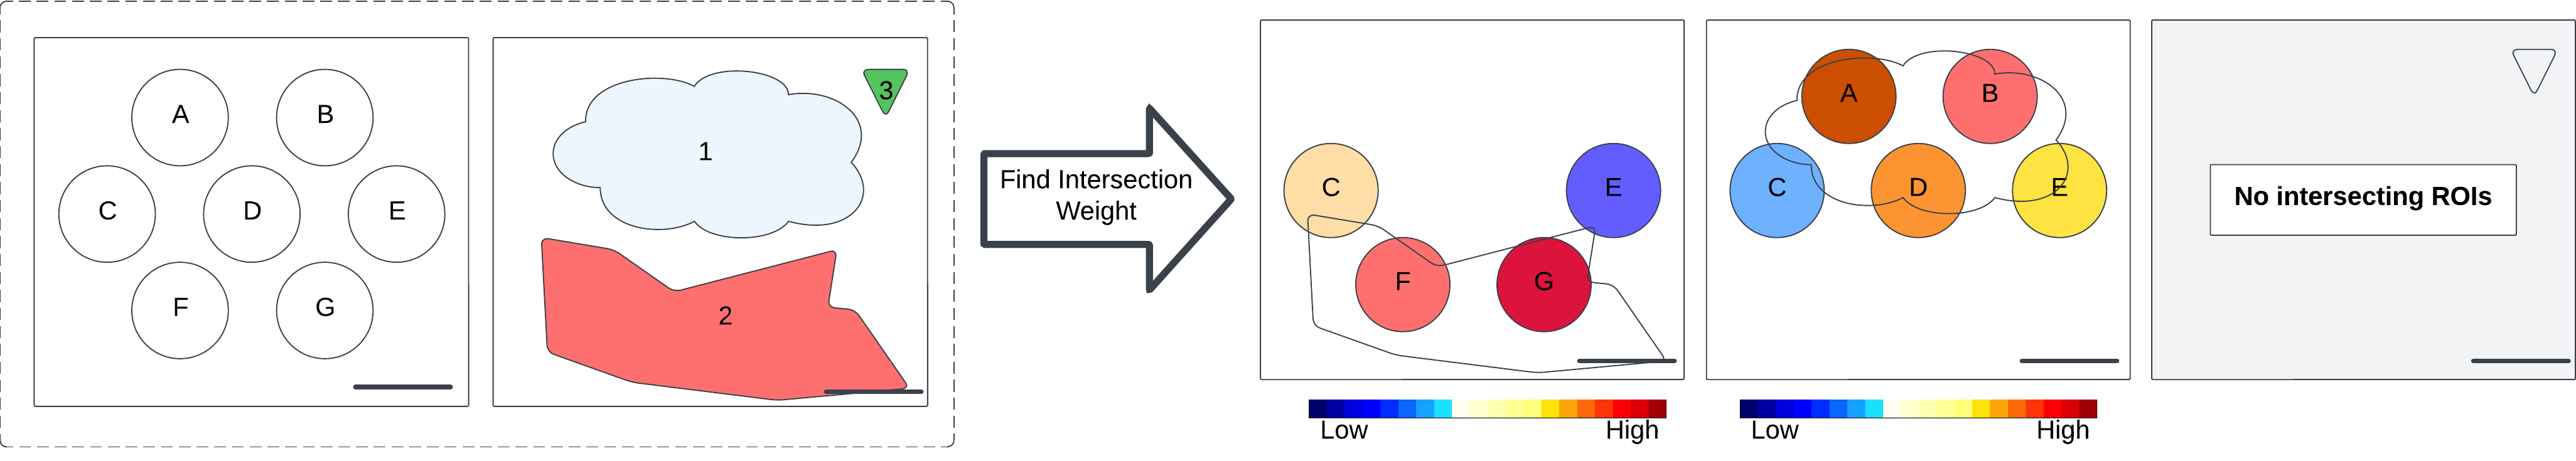 A
B
C
D
E
F
G
1
2
3
Find Intersection
Weight
C
E
F
G
Low
High
A
B
C
D
E
Low
High
No intersecting ROIs